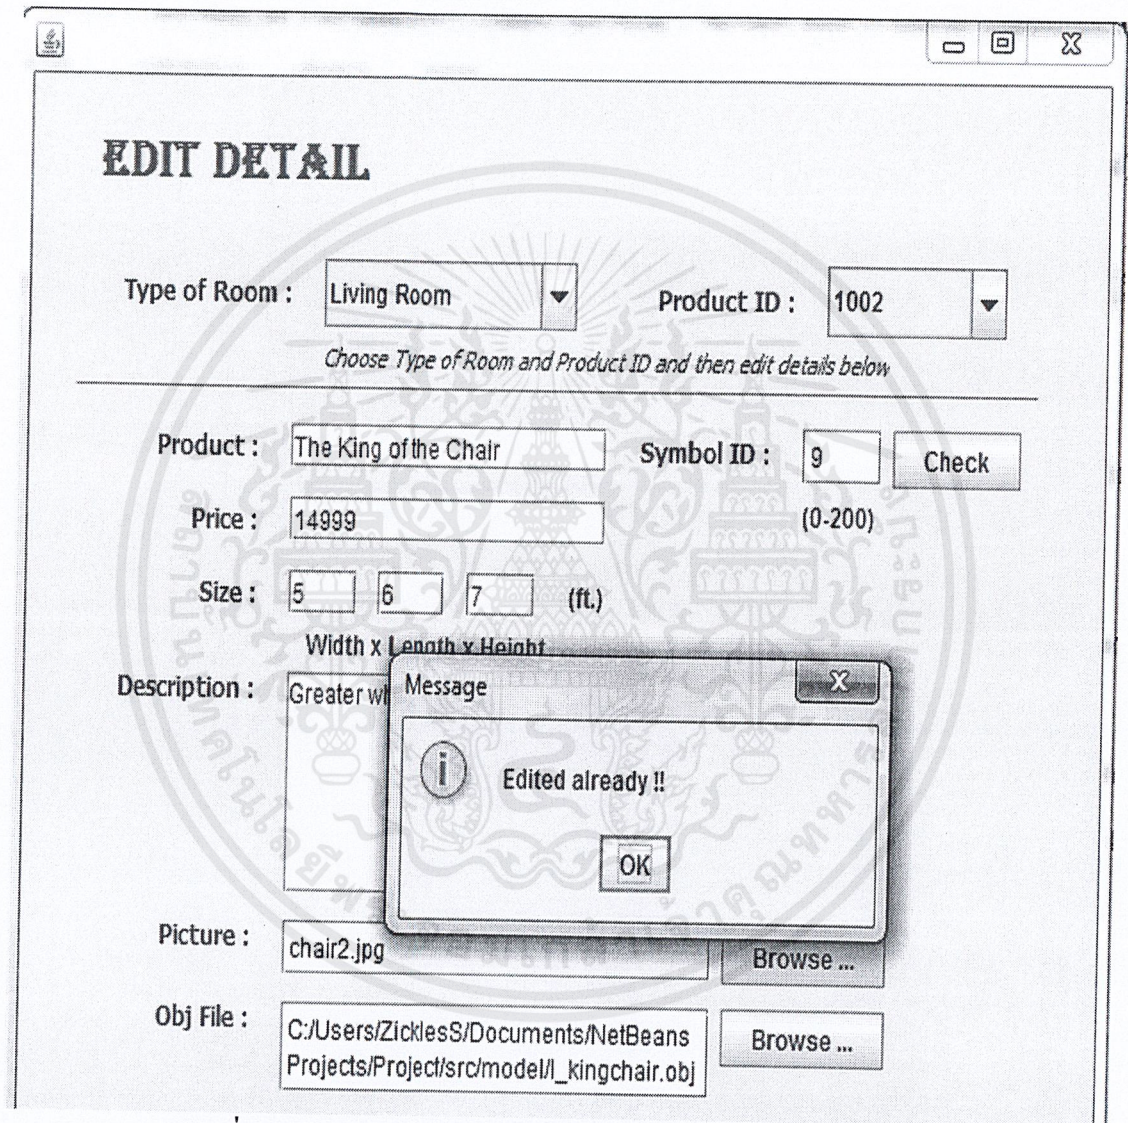 EDIT DETAIL
Type of Room : Living Room Product ID : 1002
Choose Type of Room and Product ID and then edit details below
Product : The King of the Chair Symbol ID : 9 Check
Price : 14999 (0-200)
Size : 5 6 7 (ft.)
Width x Length x Height
Description : Greater
Message
Edited already !!
OK
Picture : chair2.jpg Browse ...
Obj File : C:/Users/ZicklesS/Documents/NetBeans Browse ...
Projects/Project/src/model/l_kingchair.obj